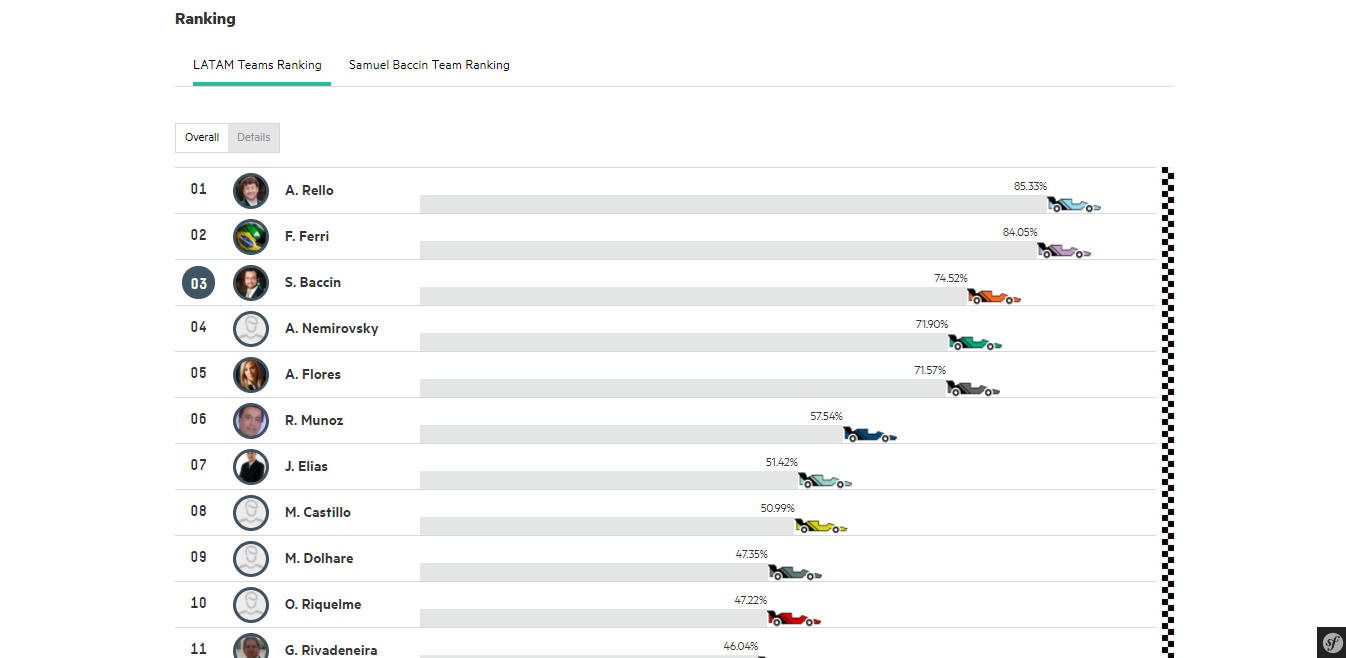 Ranking
LATAM Teams Ranking Samuel Baccin Team Ranking
Overall Details
01 A. Rello 85.33%
02 F. Ferri 84.05%
03 S. Baccin 74.52%
04 A. Nemirovsky 71.90%
05 A. Flores 71.57%
06 R. Munoz 57.54%
07 J. Elias 51.42%
08 M. Castillo 50.99%
09 M. Dolhare 47.35%
10 O. Riquelme 47.22%
11 G. Rivadeneira 46.04%
sf